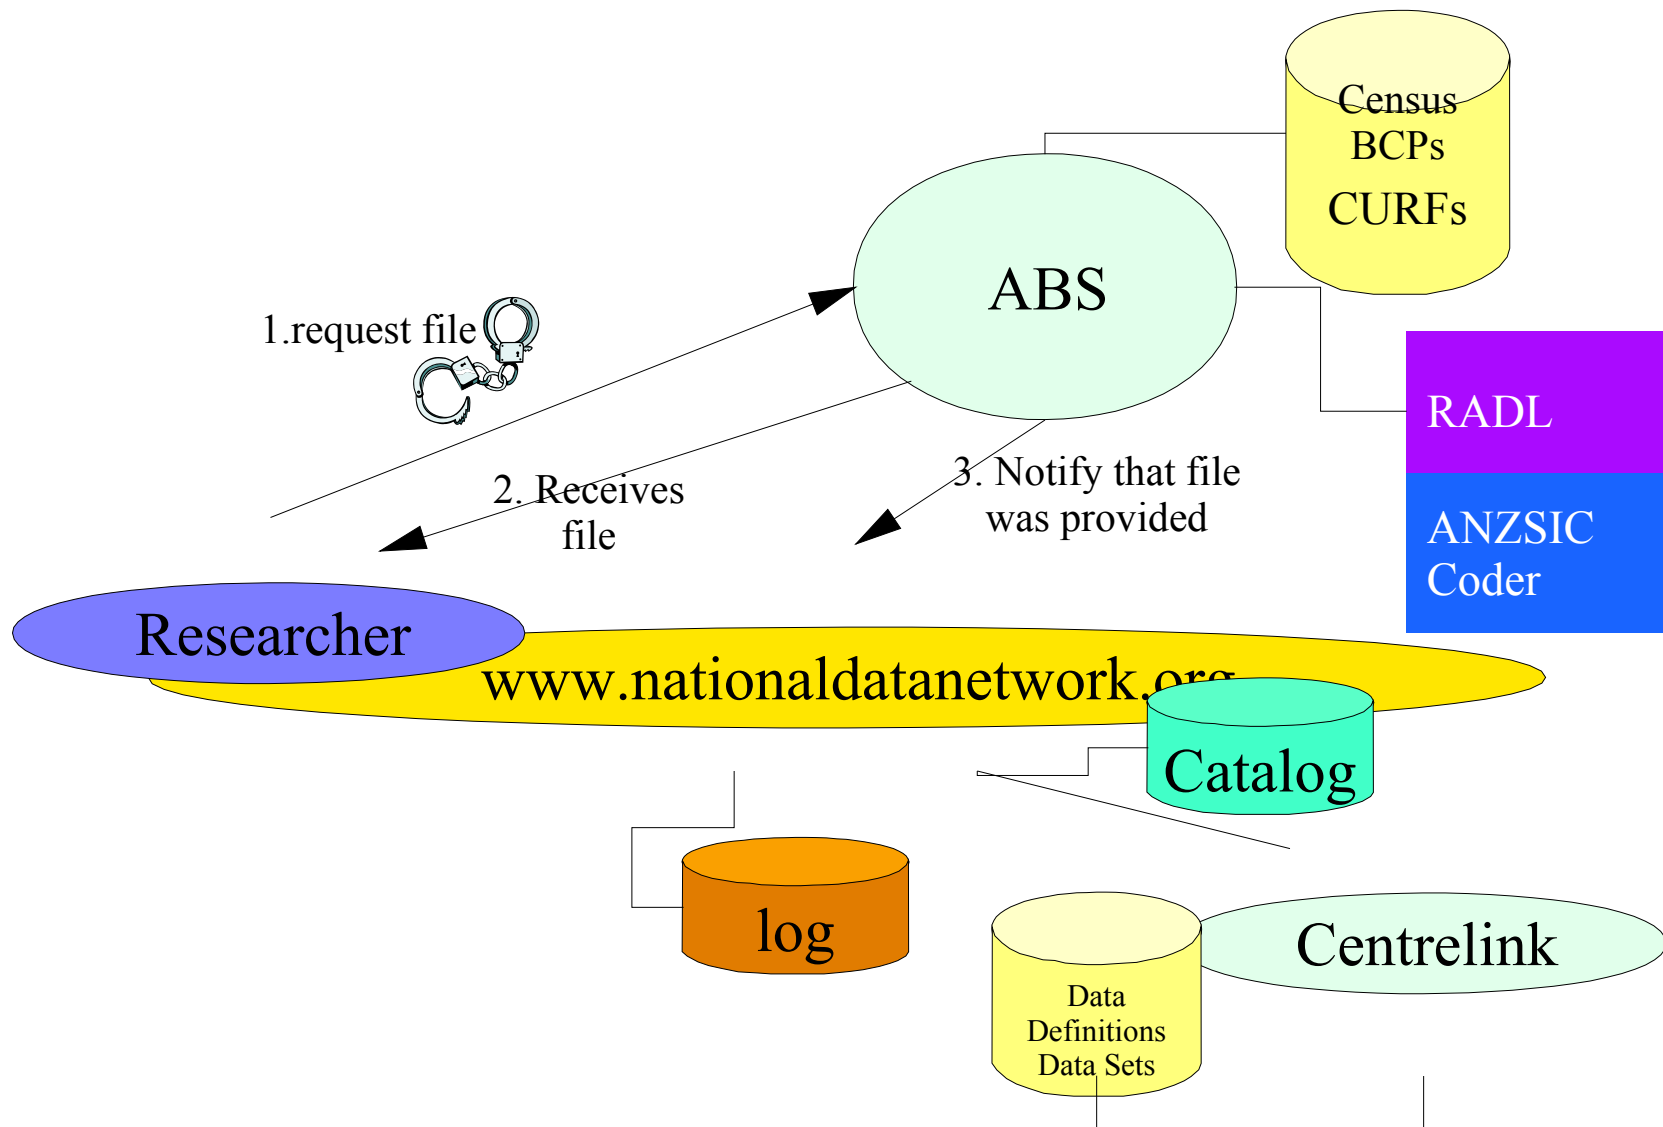 Census
BCPs
CURFs
ABS
1.request file
RADL
2. Receives
file
3. Notify that file
was provided
ANZSIC
Coder
Researcher
www.nationaldatanetwork.org
Catalog
log
Centrelink
Data
Definitions
Data Sets